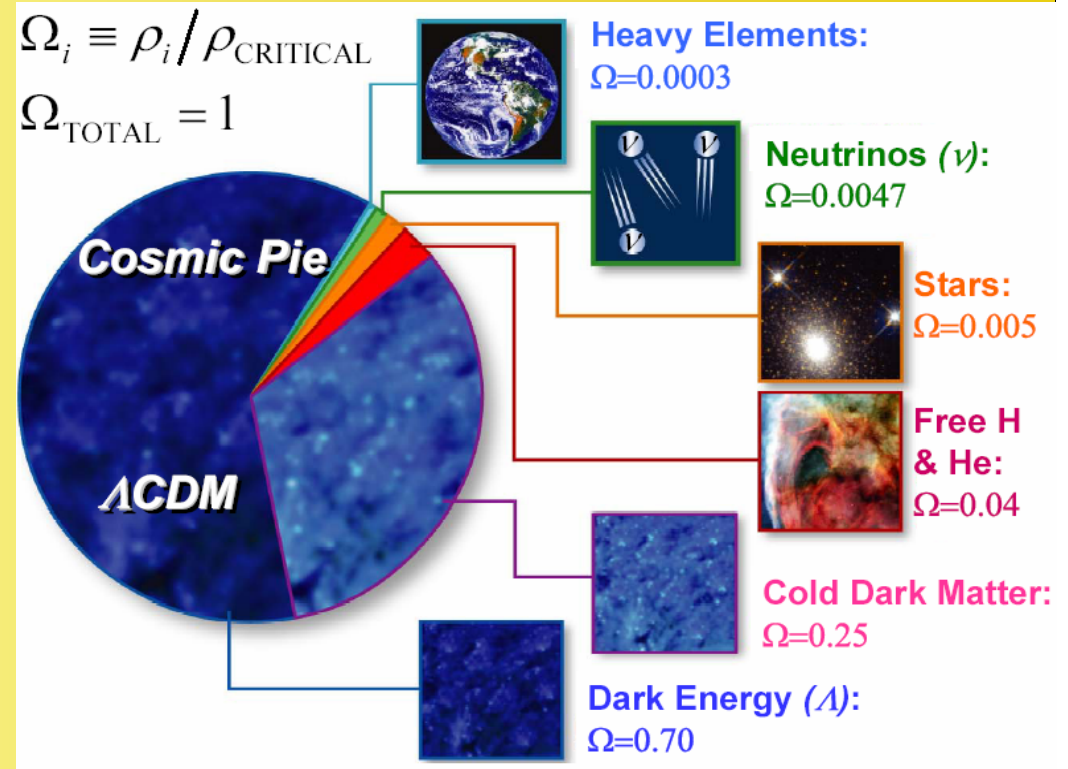 Ωᵢ ≡ ρᵢ/ρCRITICAL
ΩTOTAL = 1
Heavy Elements:
Ω=0.0003
ν ν
ν
Neutrinos (ν):
Ω=0.0047
Cosmic Pie
Stars:
Ω=0.005
Free H
& He:
Ω=0.04
ΛCDM
Cold Dark Matter:
Ω=0.25
Dark Energy (Λ):
Ω=0.70